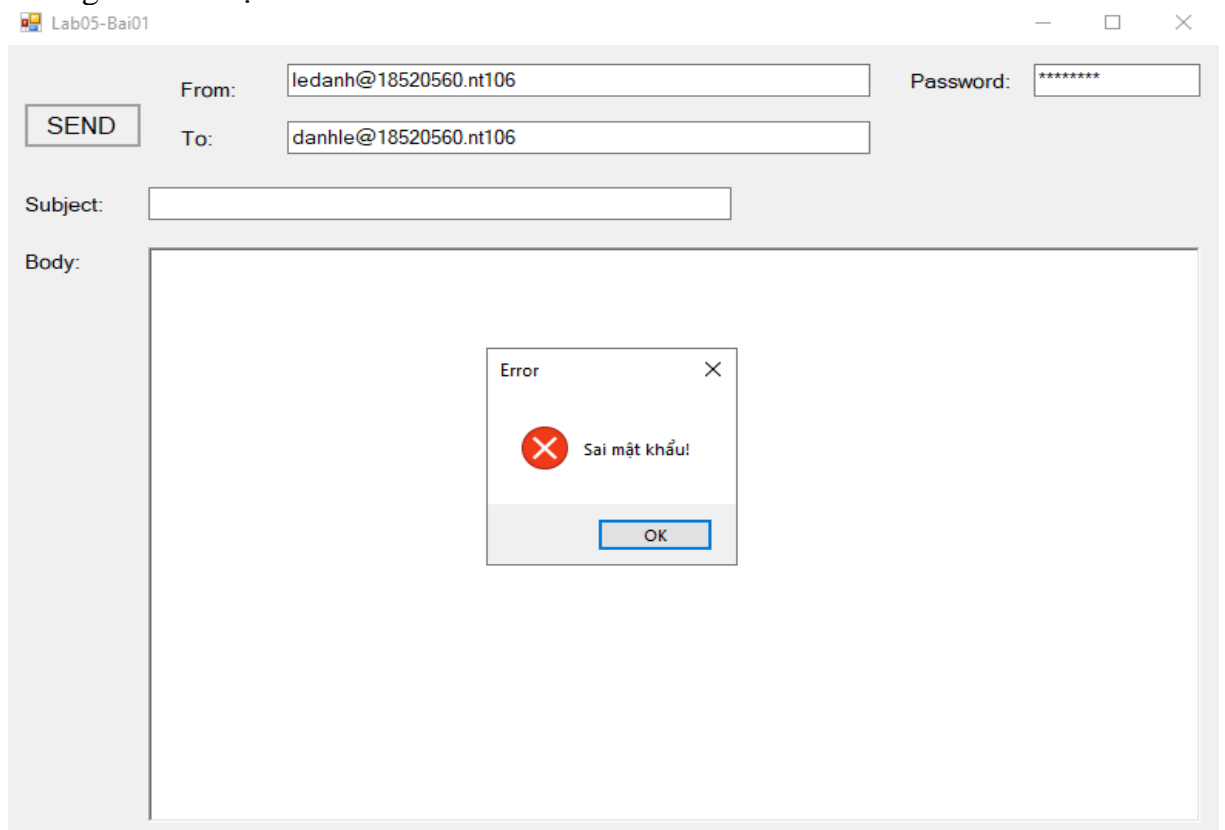 Lab05-Bai01
From: ledanh@18520560.nt106 Password: ********
SEND
To: danhle@18520560.nt106
Subject:
Body:
Error
Sai mật khẩu!
OK